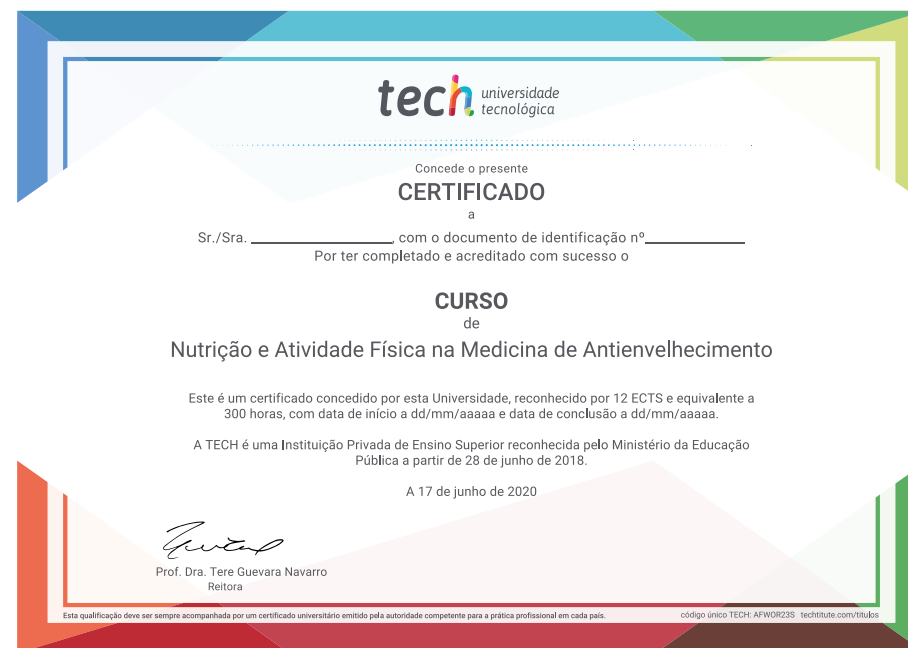 tech universidade
tecnológica
Concede o presente
CERTIFICADO
a
Sr./Sra. ____________________, com o documento de identificação nº______________
Por ter completado e acreditado com sucesso o
CURSO
de
Nutrição e Atividade Física na Medicina de Antienvelhecimento
Este é um certificado concedido por esta Universidade, reconhecido por 12 ECTS e equivalente a
300 horas, com data de início a dd/mm/aaaaa e data de conclusão a dd/mm/aaaaa.
A TECH é uma Instituição Privada de Ensino Superior reconhecida pelo Ministério da Educação
Pública a partir de 28 de junho de 2018.
A 17 de junho de 2020
Prof. Dra. Tere Guevara Navarro
Reitora
Esta qualificação deve ser sempre acompanhada por um certificado universitário emitido pela autoridade competente para a prática profissional em cada país. código único TECH: AFWOR23S techtitute.com/titulos